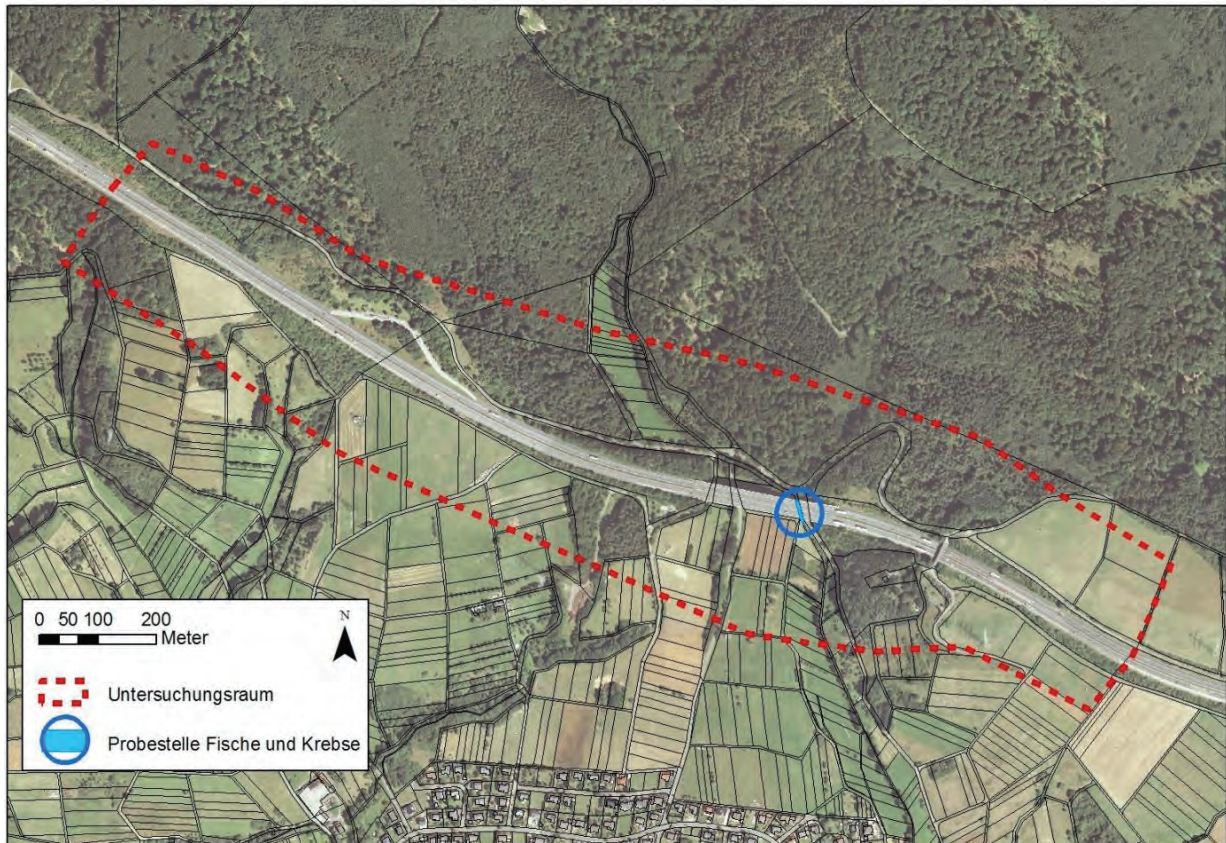 0 50 100 200
Meter
N
Untersuchungsraum
Probestelle Fische und Krebse